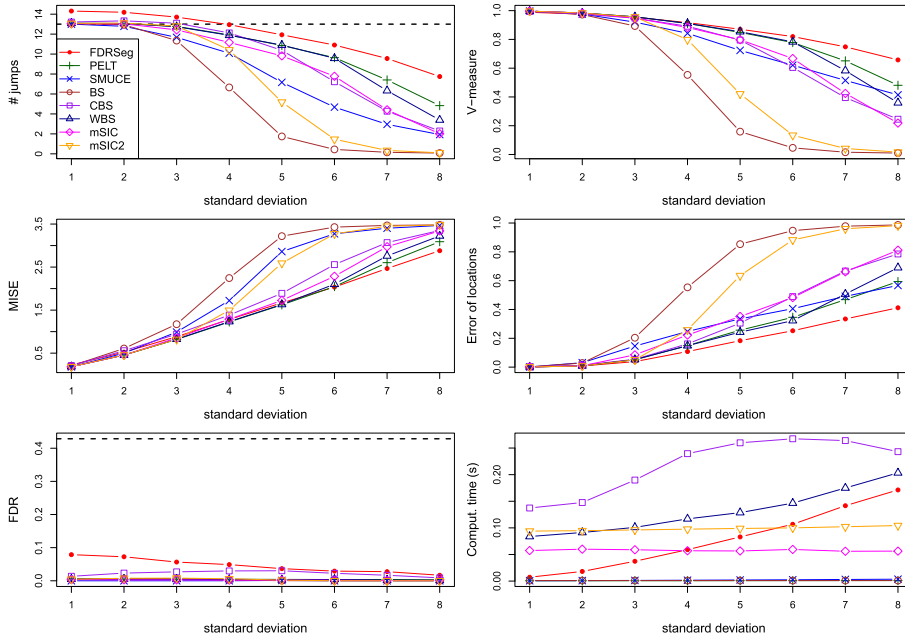 # jumps
14
12
10
8
6
4
2
0
FDRSeg
PELT
SMUCE
BS
CBS
WBS
mSIC
mSIC2
1 2 3 4 5 6 7 8
standard deviation
V−measure
1.0
0.8
0.6
0.4
0.2
0.0
1 2 3 4 5 6 7 8
standard deviation
MISE
3.5
2.5
1.5
0.5
1 2 3 4 5 6 7 8
standard deviation
Error of locations
1.0
0.8
0.6
0.4
0.2
0.0
1 2 3 4 5 6 7 8
standard deviation
FDR
0.4
0.3
0.2
0.1
0.0
1 2 3 4 5 6 7 8
standard deviation
Comput. time (s)
0.20
0.10
0.00
1 2 3 4 5 6 7 8
standard deviation